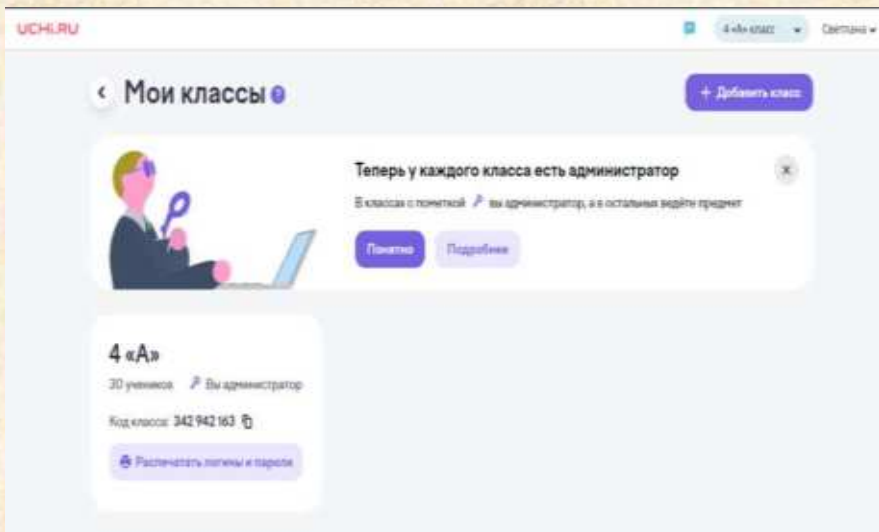 UCHI.RU
4 «А» класс
Светлана
Мои классы ?
+ Добавить класс
Теперь у каждого класса есть администратор
В классах с пометкой вы администратор, а в остальных ведёте предмет
Понятно
Подробнее
4 «А»
30 учеников Вы администратор
Код класса: 342 942 163
Распечатать логины и пароли